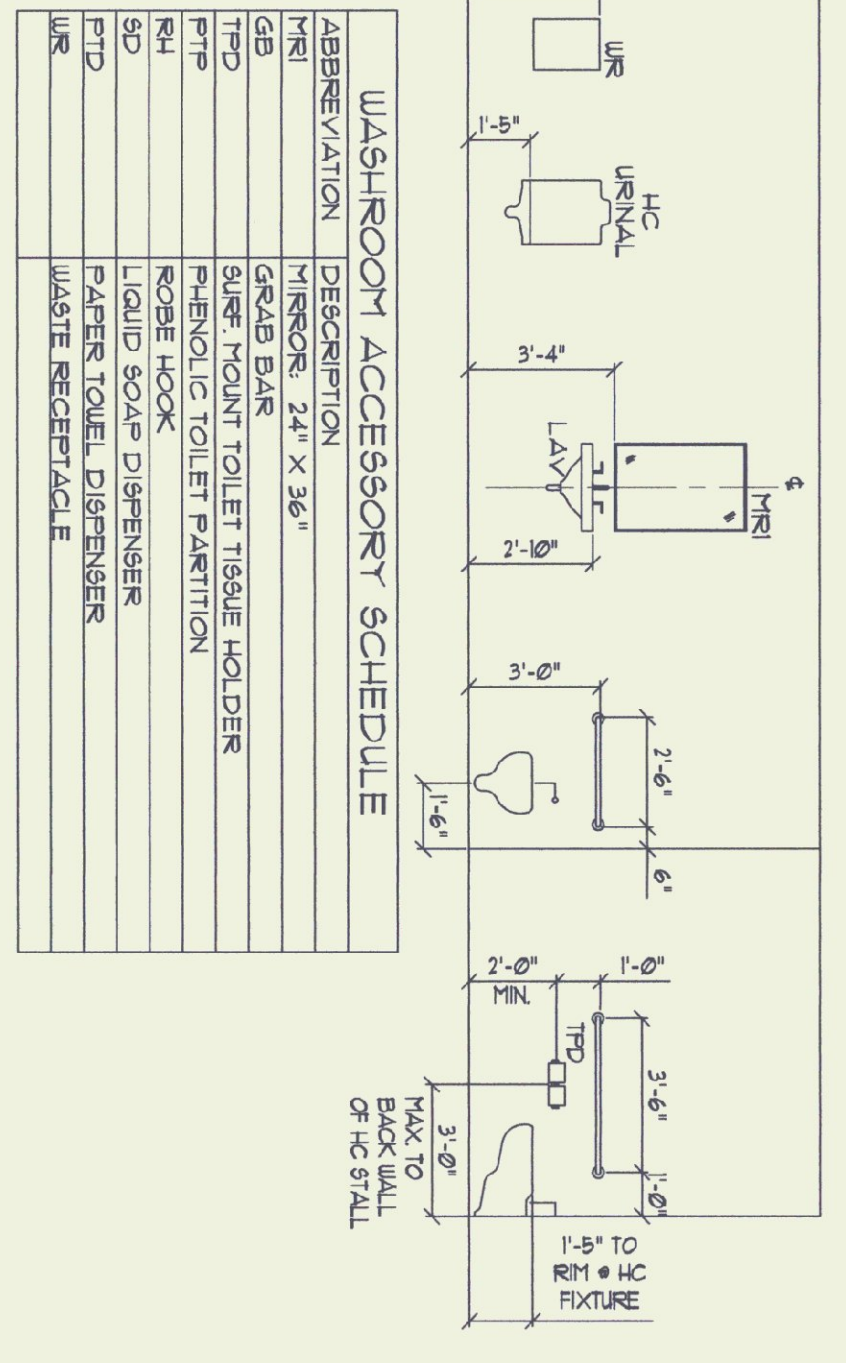 WR
1'-5"
HC
URINAL
3'-4"
LAV
2'-10"
℄
MR1
3'-0"
2'-6"
6"
1'-6"
2'-0"
MIN.
1'-0"
TPD
3'-6"
1'-0"
3'-0"
MAX. TO
BACK WALL
OF HC STALL
1'-5" TO
RIM @ HC
FIXTURE
WASHROOM ACCESSORY SCHEDULE
ABBREVIATION DESCRIPTION
MR1 MIRROR: 24" X 36"
GB GRAB BAR
TPD SURF. MOUNT TOILET TISSUE HOLDER
PTP PHENOLIC TOILET PARTITION
RH ROBE HOOK
SD LIQUID SOAP DISPENSER
PTD PAPER TOWEL DISPENSER
WR WASTE RECEPTACLE